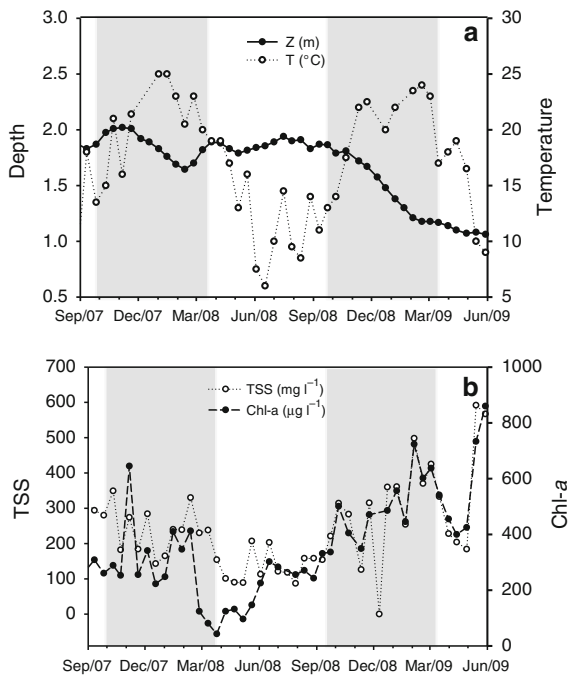 3.0 30
a
Z (m)
T (°C)
2.5 25
2.0 20
1.5 15
1.0 10
0.5 5
Depth
Temperature
Sep/07 Dec/07 Mar/08 Jun/08 Sep/08 Dec/08 Mar/09 Jun/09
700 1000
b
TSS (mg l⁻¹)
Chl-a (µg l⁻¹)
600
500 800
400 600
300
200 400
100 200
0
0
TSS
Chl-a
Sep/07 Dec/07 Mar/08 Jun/08 Sep/08 Dec/08 Mar/09 Jun/09